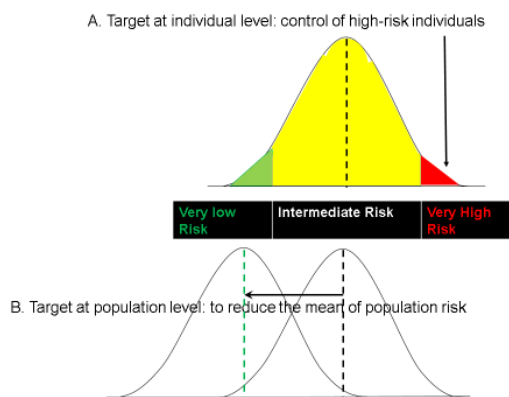 A. Target at individual level: control of high-risk individuals
Very low Intermediate Risk Very High
Risk Risk
B. Target at population level: to reduce the mean of population risk